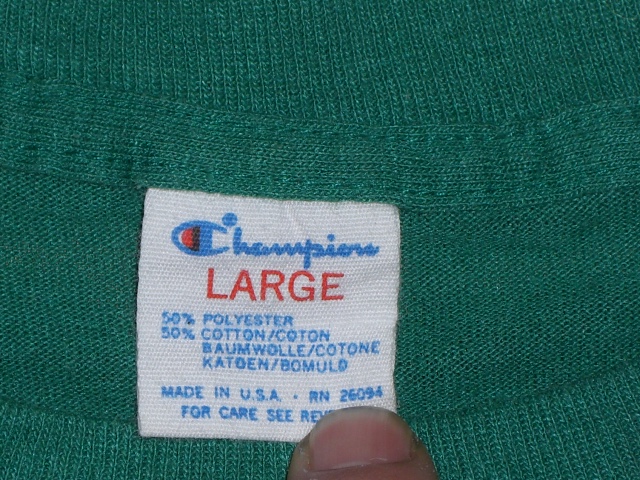 Champion
LARGE
50% POLYESTER
50% COTTON/COTON
BAUMWOLLE/COTONE
KATOEN/BOMULD
MADE IN U.S.A. • RN 26094
FOR CARE SEE